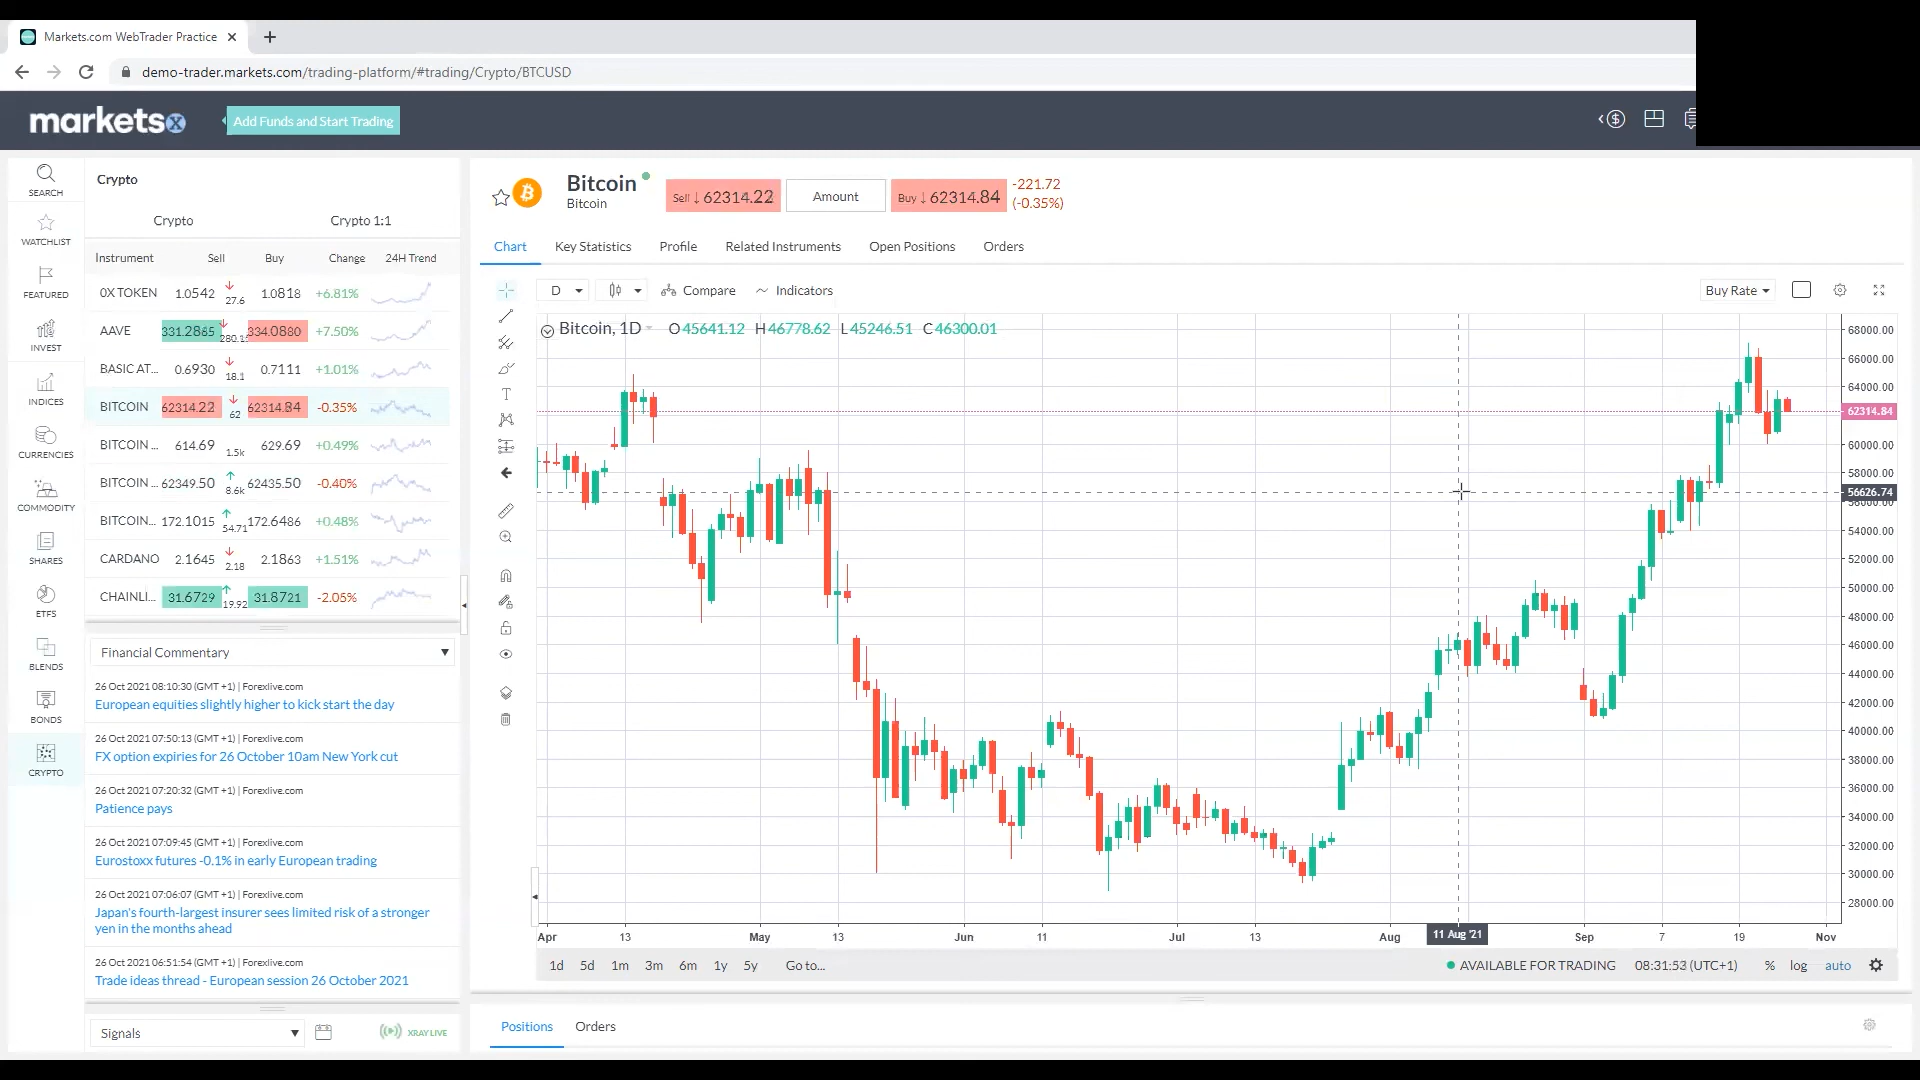 Markets.com WebTrader Practice
demo-trader.markets.com/trading-platform/#trading/Crypto/BTCUSD
marketsx
Add Funds and Start Trading
SEARCH
WATCHLIST
FEATURED
INVEST
INDICES
CURRENCIES
COMMODITY
SHARES
ETFS
BLENDS
BONDS
CRYPTO
Crypto
Crypto Crypto 1:1
Instrument Sell Buy Change 24H Trend
0X TOKEN 1.0542 27.6 1.0818 +6.81%
AAVE 331.2865 334.0880 +7.50%
BASIC AT... 0.6930 18.1 0.7111 +1.01%
BITCOIN 62314.22 62 62314.84 -0.35%
BITCOIN ... 614.69 1.5k 629.69 +0.49%
BITCOIN ... 62349.50 8.6k 62435.50 -0.40%
BITCOIN... 172.1015 54.71 172.6486 +0.48%
CARDANO 2.1645 2.18 2.1863 +1.51%
CHAINLI... 31.6729 19.92 31.8721 -2.05%
Financial Commentary
26 Oct 2021 08:10:30 (GMT +1) | Forexlive.com
European equities slightly higher to kick start the day
26 Oct 2021 07:50:13 (GMT +1) | Forexlive.com
FX option expiries for 26 October 10am New York cut
26 Oct 2021 07:20:32 (GMT +1) | Forexlive.com
Patience pays
26 Oct 2021 07:09:45 (GMT +1) | Forexlive.com
Eurostoxx futures -0.1% in early European trading
26 Oct 2021 07:06:07 (GMT +1) | Forexlive.com
Japan's fourth-largest insurer sees limited risk of a stronger
yen in the months ahead
26 Oct 2021 06:51:54 (GMT +1) | Forexlive.com
Trade ideas thread - European session 26 October 2021
Signals
XRAY LIVE
Bitcoin
Bitcoin
Sell ↓ 62314.22
Amount
Buy ↓ 62314.84
-221.72
(-0.35%)
Chart Key Statistics Profile Related Instruments Open Positions Orders
D Compare Indicators Buy Rate
Bitcoin, 1D O45641.12 H46778.62 L45246.51 C46300.01
68000.00
66000.00
64000.00
62314.84
60000.00
58000.00
56626.74
54000.00
52000.00
50000.00
48000.00
46000.00
44000.00
42000.00
40000.00
38000.00
36000.00
34000.00
32000.00
30000.00
28000.00
Apr 13 May 13 Jun 11 Jul 13 Aug 11 Aug '21 Sep 7 19 Nov
1d 5d 1m 3m 6m 1y 5y Go to... AVAILABLE FOR TRADING 08:31:53 (UTC+1) % log auto
Positions Orders